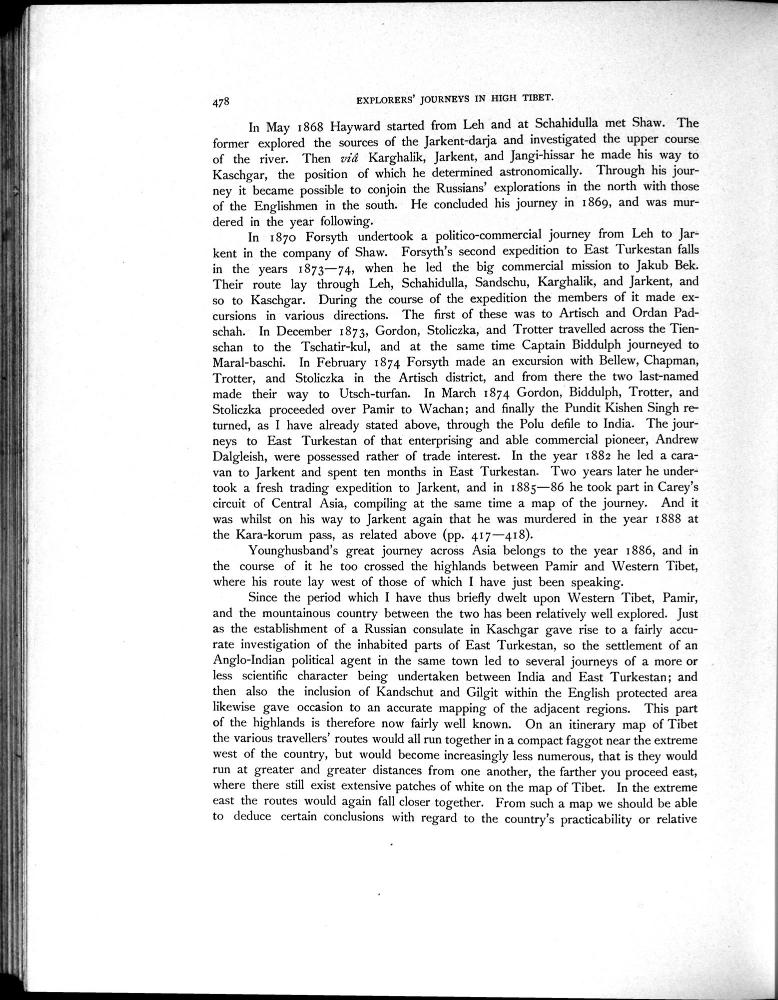 478 EXPLORERS' JOURNEYS IN HIGH TIBET.
In May 1868 Hayward started from Leh and at Schahidulla met Shaw. The
former explored the sources of the Jarkent-darja and investigated the upper course
of the river. Then viâ Karghalik, Jarkent, and Jangi-hissar he made his way to
Kaschgar, the position of which he determined astronomically. Through his jour-
ney it became possible to conjoin the Russians' explorations in the north with those
of the Englishmen in the south. He concluded his journey in 1869, and was mur-
dered in the year following.
In 1870 Forsyth undertook a politico-commercial journey from Leh to Jar-
kent in the company of Shaw. Forsyth's second expedition to East Turkestan falls
in the years 1873—74, when he led the big commercial mission to Jakub Bek.
Their route lay through Leh, Schahidulla, Sandschu, Karghalik, and Jarkent, and
so to Kaschgar. During the course of the expedition the members of it made ex-
cursions in various directions. The first of these was to Artisch and Ordan Pad-
schah. In December 1873, Gordon, Stoliczka, and Trotter travelled across the Tien-
schan to the Tschatir-kul, and at the same time Captain Biddulph journeyed to
Maral-baschi. In February 1874 Forsyth made an excursion with Bellew, Chapman,
Trotter, and Stoliczka in the Artisch district, and from there the two last-named
made their way to Utsch-turfan. In March 1874 Gordon, Biddulph, Trotter, and
Stoliczka proceeded over Pamir to Wachan; and finally the Pundit Kishen Singh re-
turned, as I have already stated above, through the Polu defile to India. The jour-
neys to East Turkestan of that enterprising and able commercial pioneer, Andrew
Dalgleish, were possessed rather of trade interest. In the year 1882 he led a cara-
van to Jarkent and spent ten months in East Turkestan. Two years later he under-
took a fresh trading expedition to Jarkent, and in 1885—86 he took part in Carey's
circuit of Central Asia, compiling at the same time a map of the journey. And it
was whilst on his way to Jarkent again that he was murdered in the year 1888 at
the Kara-korum pass, as related above (pp. 417—418).
Younghusband's great journey across Asia belongs to the year 1886, and in
the course of it he too crossed the highlands between Pamir and Western Tibet,
where his route lay west of those of which I have just been speaking.
Since the period which I have thus briefly dwelt upon Western Tibet, Pamir,
and the mountainous country between the two has been relatively well explored. Just
as the establishment of a Russian consulate in Kaschgar gave rise to a fairly accu-
rate investigation of the inhabited parts of East Turkestan, so the settlement of an
Anglo-Indian political agent in the same town led to several journeys of a more or
less scientific character being undertaken between India and East Turkestan; and
then also the inclusion of Kandschut and Gilgit within the English protected area
likewise gave occasion to an accurate mapping of the adjacent regions. This part
of the highlands is therefore now fairly well known. On an itinerary map of Tibet
the various travellers' routes would all run together in a compact faggot near the extreme
west of the country, but would become increasingly less numerous, that is they would
run at greater and greater distances from one another, the farther you proceed east,
where there still exist extensive patches of white on the map of Tibet. In the extreme
east the routes would again fall closer together. From such a map we should be able
to deduce certain conclusions with regard to the country's practicability or relative